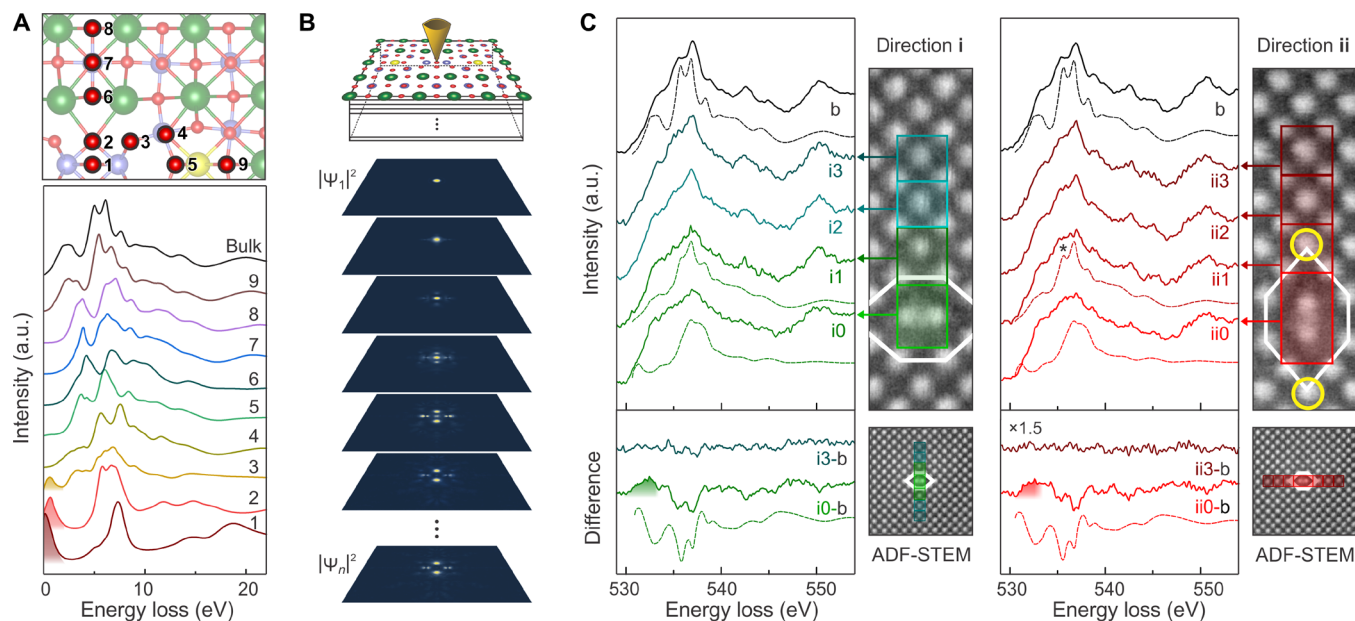 A
8
7
6
2
3
4
1
5
9
Intensity (a.u.)
Bulk
9
8
7
6
5
4
3
2
1
0
10
20
Energy loss (eV)
B
|Ψ₁|²
|Ψₙ|²
C
Intensity (a.u.)
b
i3
i2
i1
i0
Difference
i3-b
i0-b
530
540
550
Energy loss (eV)
Direction i
ADF-STEM
b
ii3
ii2
*
ii1
ii0
×1.5
ii3-b
ii0-b
530
540
550
Energy loss (eV)
Direction ii
ADF-STEM